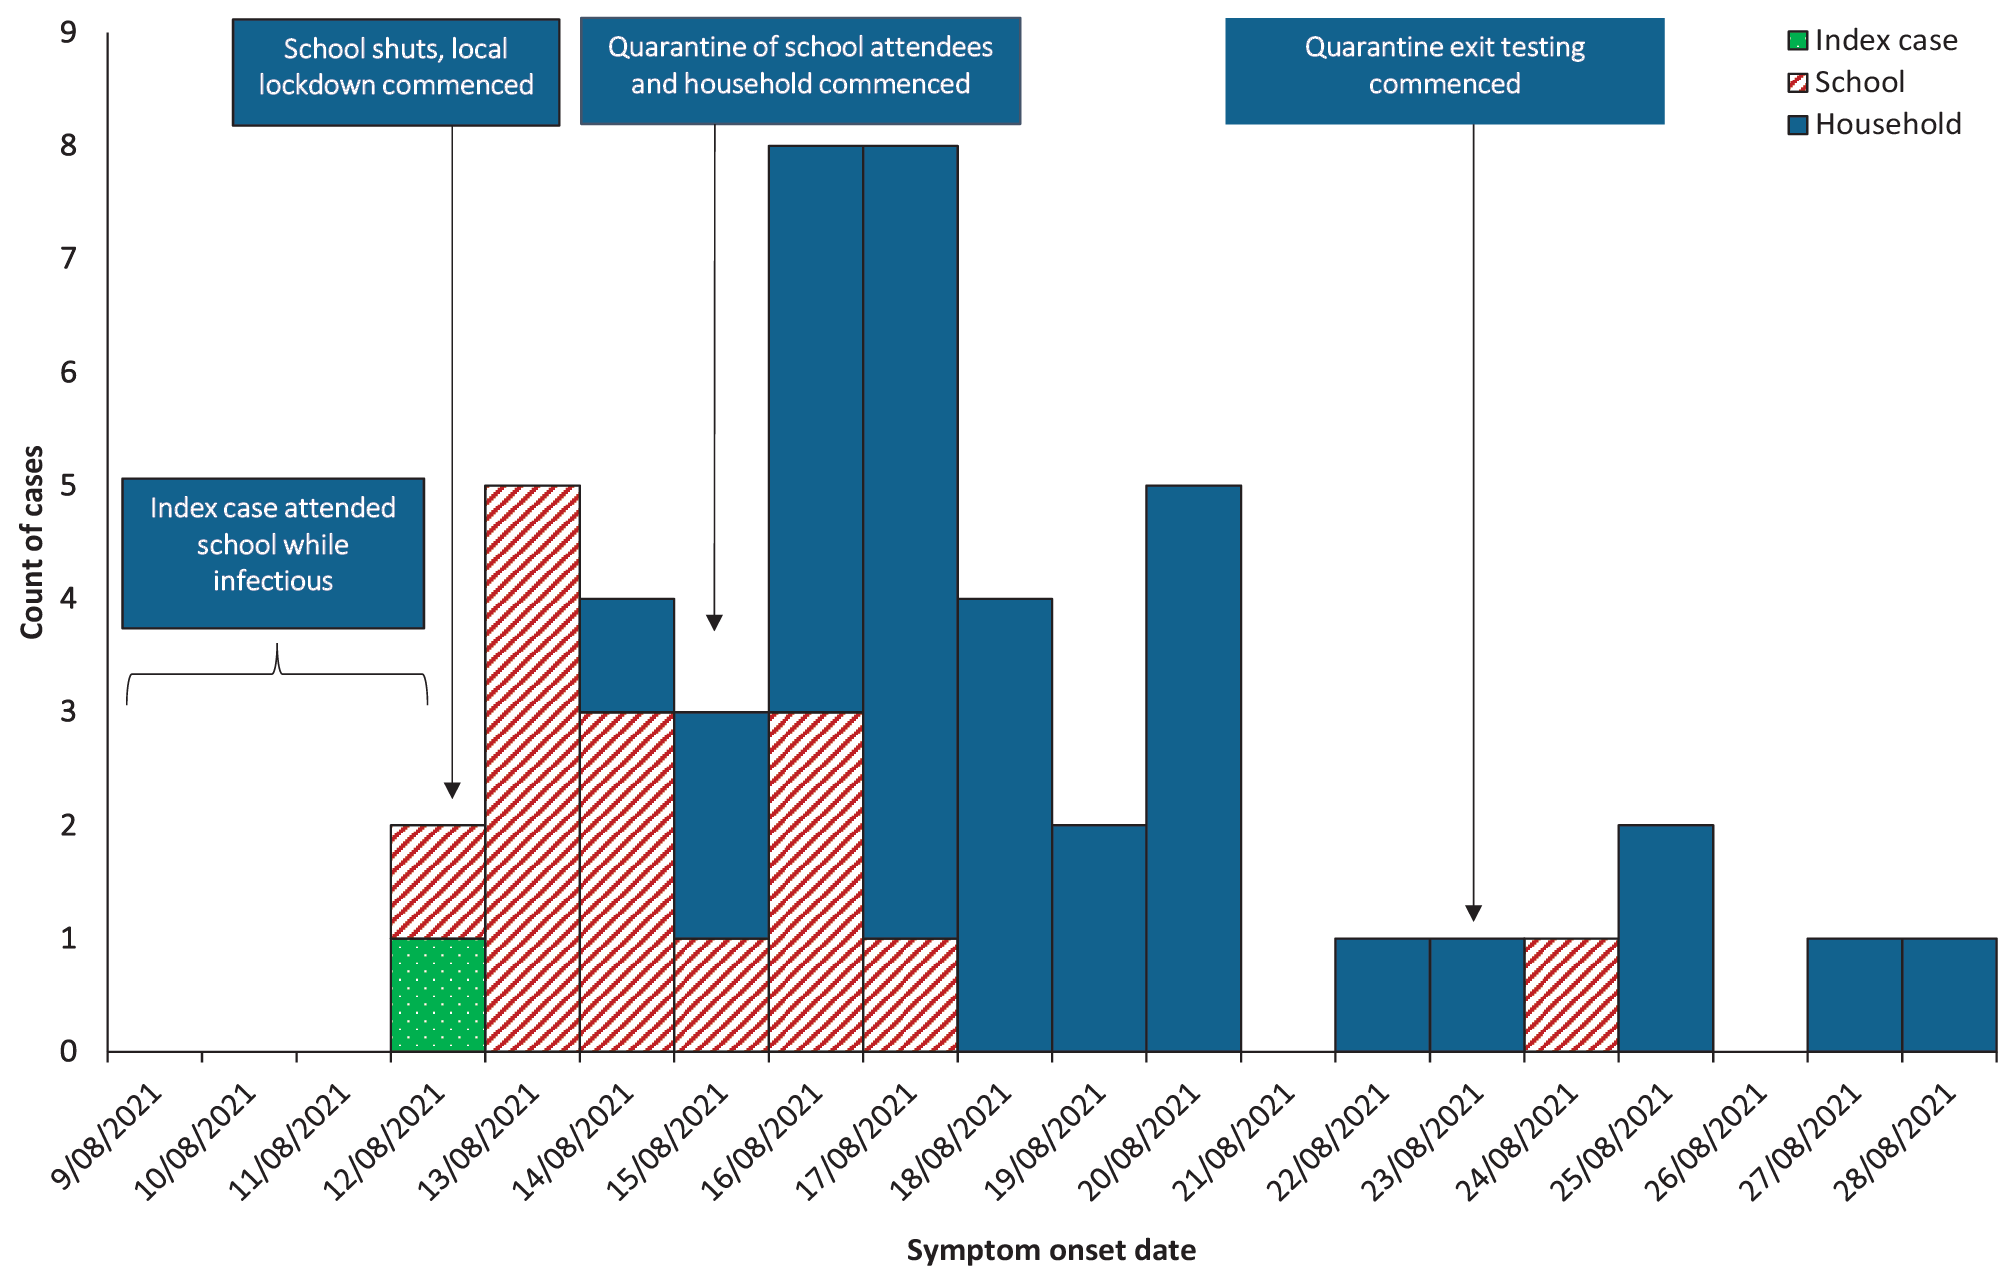 9
8
7
6
5
4
3
2
1
0
Count of cases
School shuts, local
lockdown commenced
Quarantine of school attendees
and household commenced
Quarantine exit testing
commenced
Index case
School
Household
Index case attended
school while
infectious
9/08/2021
10/08/2021
11/08/2021
12/08/2021
13/08/2021
14/08/2021
15/08/2021
16/08/2021
17/08/2021
18/08/2021
19/08/2021
20/08/2021
21/08/2021
22/08/2021
23/08/2021
24/08/2021
25/08/2021
26/08/2021
27/08/2021
28/08/2021
Symptom onset date